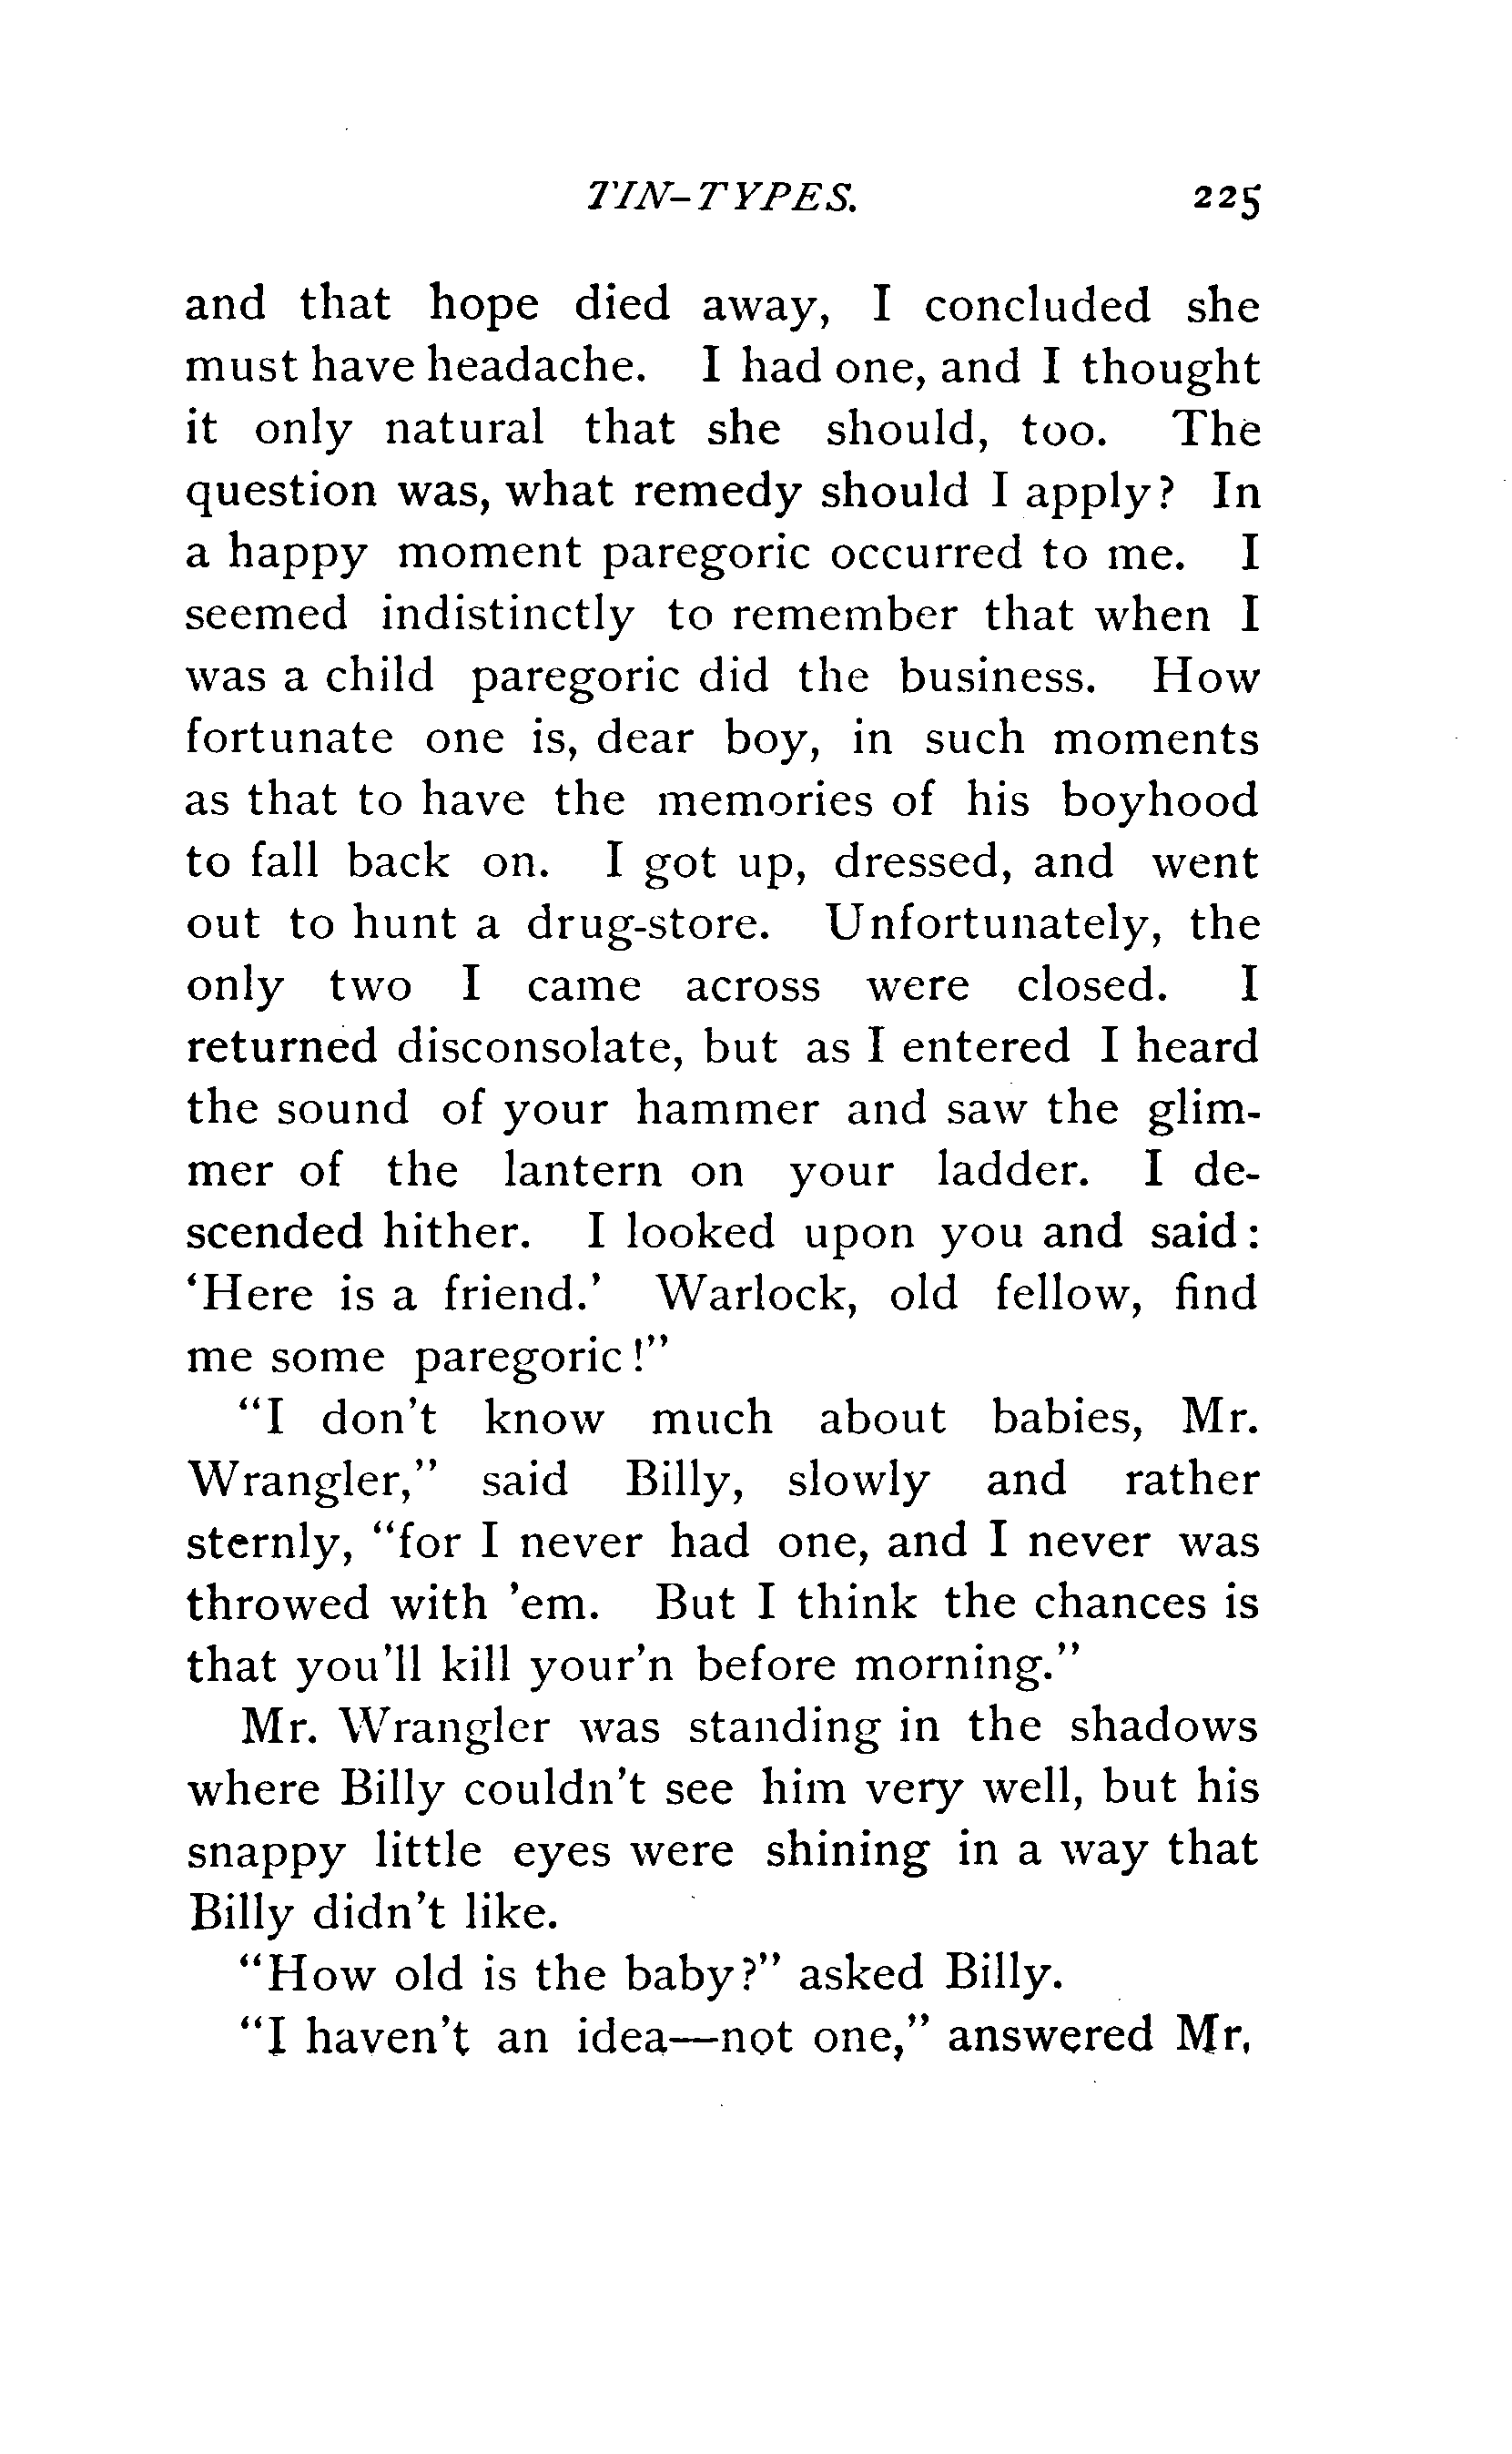 TIN-TYPES. 225
and that hope died away, I concluded she
must have headache. I had one, and I thought
it only natural that she should, too. The
question was, what remedy should I apply? In
a happy moment paregoric occurred to me. I
seemed indistinctly to remember that when I
was a child paregoric did the business. How
fortunate one is, dear boy, in such moments
as that to have the memories of his boyhood
to fall back on. I got up, dressed, and went
out to hunt a drug-store. Unfortunately, the
only two I came across were closed. I
returned disconsolate, but as I entered I heard
the sound of your hammer and saw the glim-
mer of the lantern on your ladder. I de-
scended hither. I looked upon you and said:
‘Here is a friend.’ Warlock, old fellow, find
me some paregoric!”
“I don’t know much about babies, Mr.
Wrangler,” said Billy, slowly and rather
sternly, “for I never had one, and I never was
throwed with ’em. But I think the chances is
that you’ll kill your’n before morning.”
Mr. Wrangler was standing in the shadows
where Billy couldn’t see him very well, but his
snappy little eyes were shining in a way that
Billy didn’t like.
“How old is the baby?” asked Billy.
“I haven’t an idea—not one,” answered Mr.